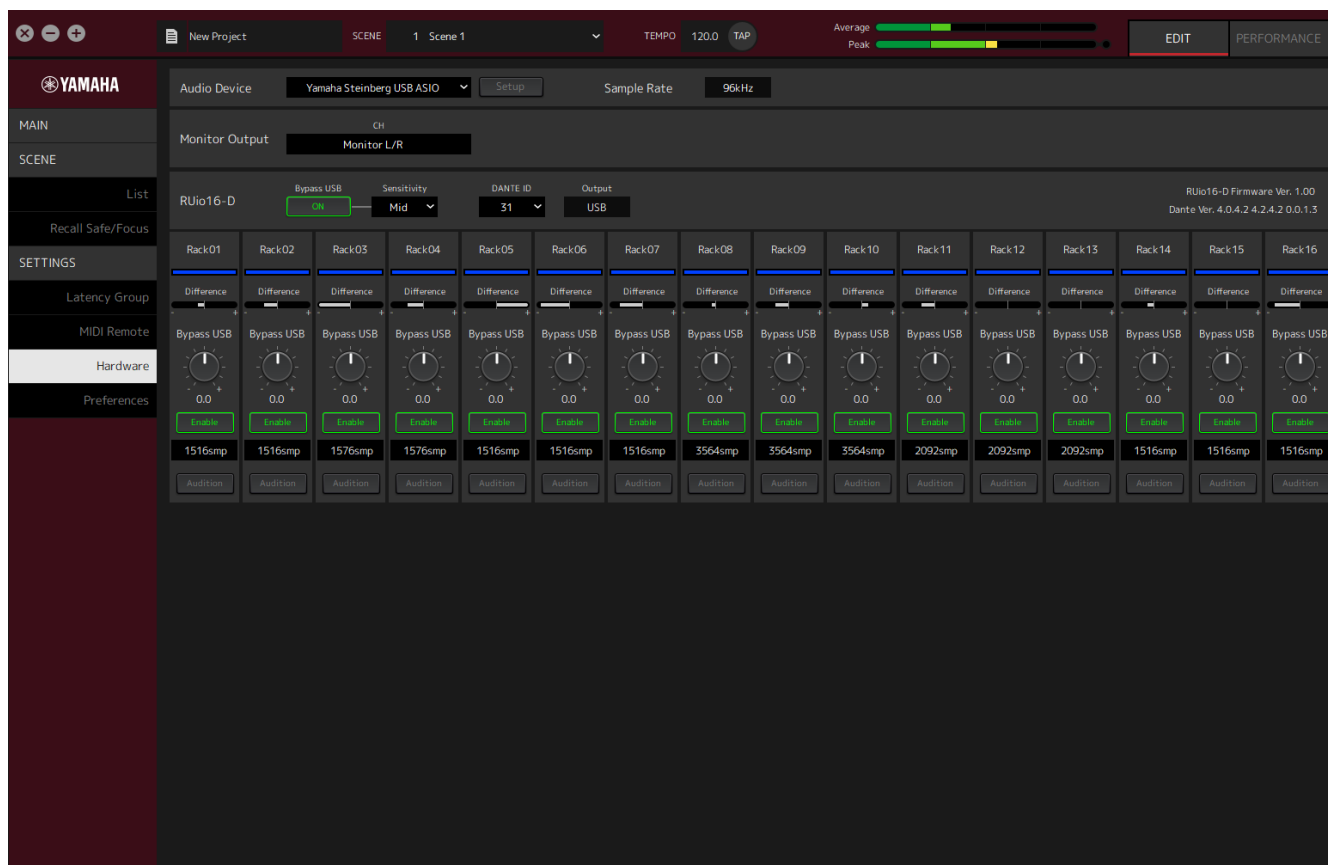 New Project SCENE 1 Scene 1 TEMPO 120.0 TAP Average Peak EDIT PERFORMANCE
YAMAHA
MAIN
SCENE
List
Recall Safe/Focus
SETTINGS
Latency Group
MIDI Remote
Hardware
Preferences
Audio Device Yamaha Steinberg USB ASIO Setup Sample Rate 96kHz
CH
Monitor Output Monitor L/R
Bypass USB Sensitivity DANTE ID Output
RUio16-D ON Mid 31 USB
RUio16-D Firmware Ver. 1.00
Dante Ver. 4.0.4.2 4.2.4.2 0.0.1.3
Rack01 Rack02 Rack03 Rack04 Rack05 Rack06 Rack07 Rack08 Rack09 Rack10 Rack11 Rack12 Rack13 Rack14 Rack15 Rack16
Difference Difference Difference Difference Difference Difference Difference Difference Difference Difference Difference Difference Difference Difference Difference Difference
- + - + - + - + - + - + - + - + - + - + - + - + - + - + - + -
Bypass USB Bypass USB Bypass USB Bypass USB Bypass USB Bypass USB Bypass USB Bypass USB Bypass USB Bypass USB Bypass USB Bypass USB Bypass USB Bypass USB Bypass USB Bypass USB
- + - + - + - + - + - + - + - + - + - + - + - + - + - + - + - +
0.0 0.0 0.0 0.0 0.0 0.0 0.0 0.0 0.0 0.0 0.0 0.0 0.0 0.0 0.0 0.0
Enable Enable Enable Enable Enable Enable Enable Enable Enable Enable Enable Enable Enable Enable Enable Enable
1516smp 1516smp 1576smp 1576smp 1516smp 1516smp 1516smp 3564smp 3564smp 3564smp 2092smp 2092smp 2092smp 1516smp 1516smp 1516smp
Audition Audition Audition Audition Audition Audition Audition Audition Audition Audition Audition Audition Audition Audition Audition Audition